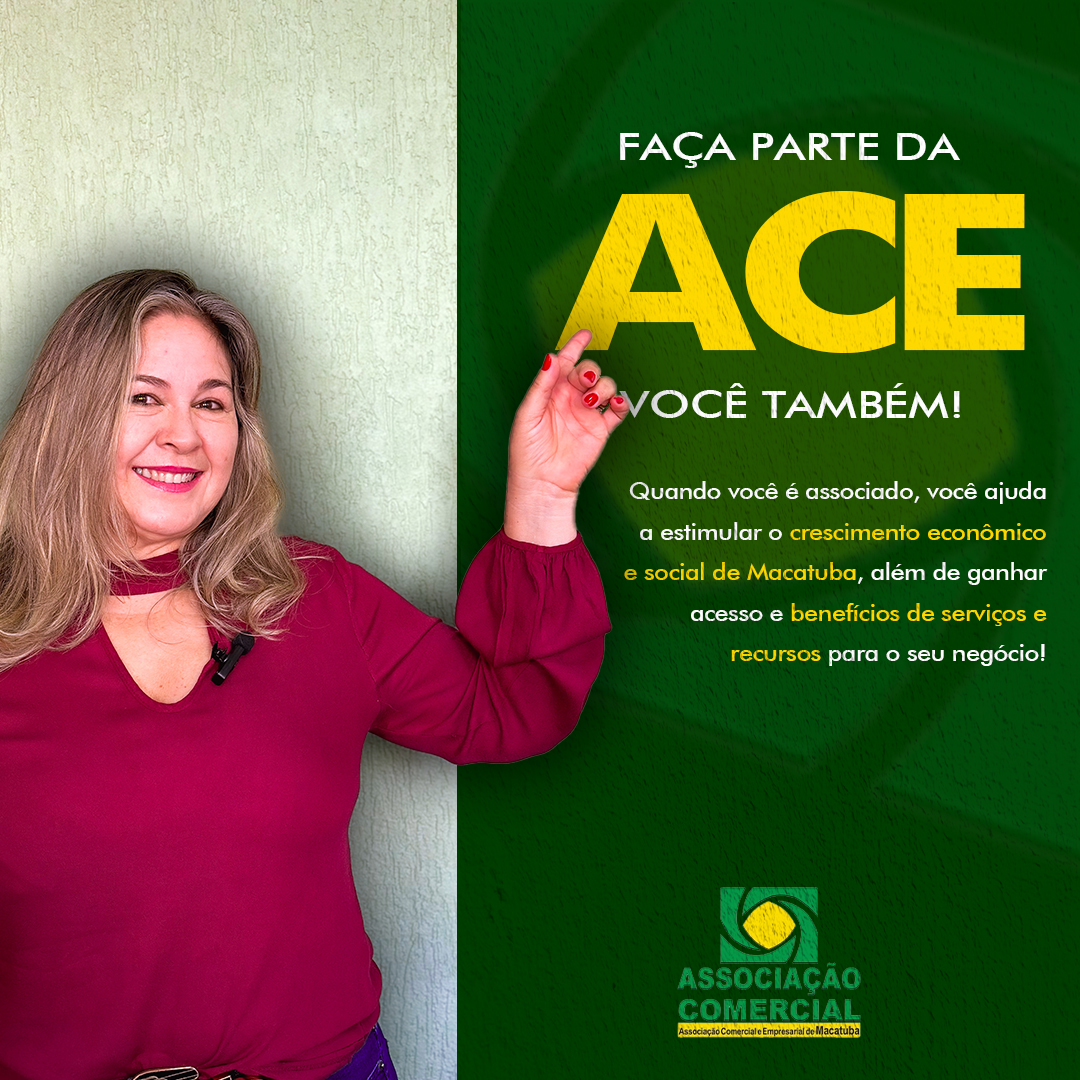 FAÇA PARTE DA
ACE
VOCÊ TAMBÉM!
Quando você é associado, você ajuda
a estimular o crescimento econômico
e social de Macatuba, além de ganhar
acesso e benefícios de serviços e
recursos para o seu negócio!
ASSOCIAÇÃO
COMERCIAL
Associação Comercial e Empresarial de Macatuba